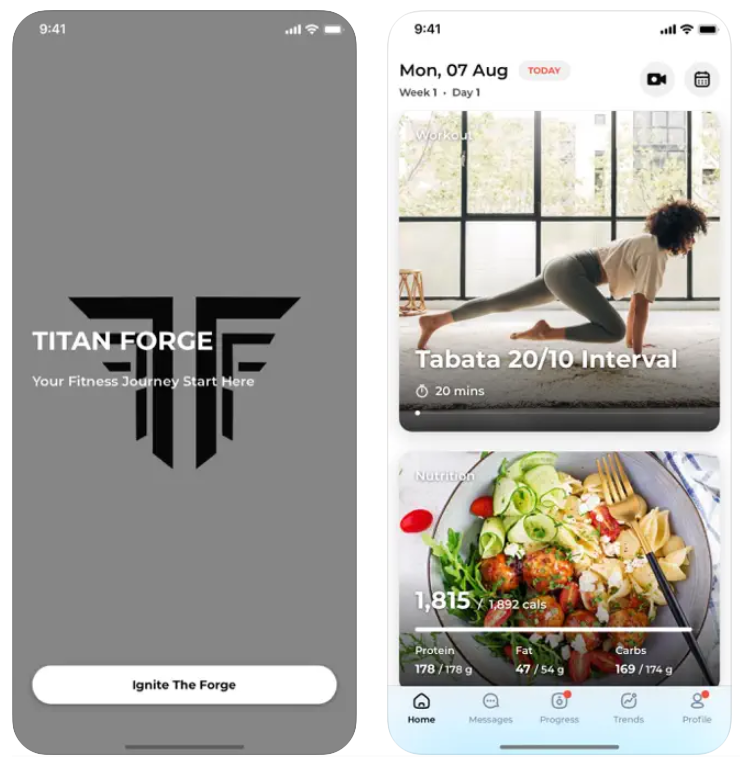 9:41
TITAN FORGE
Your Fitness Journey Start Here
Ignite The Forge
9:41
Mon, 07 Aug TODAY
Week 1 • Day 1
Workout
Tabata 20/10 Interval
20 mins
Nutrition
1,815 / 1,892 cals
Protein Fat Carbs
178 / 178 g 47 / 54 g 169 / 174 g
Home Messages Progress Trends Profile